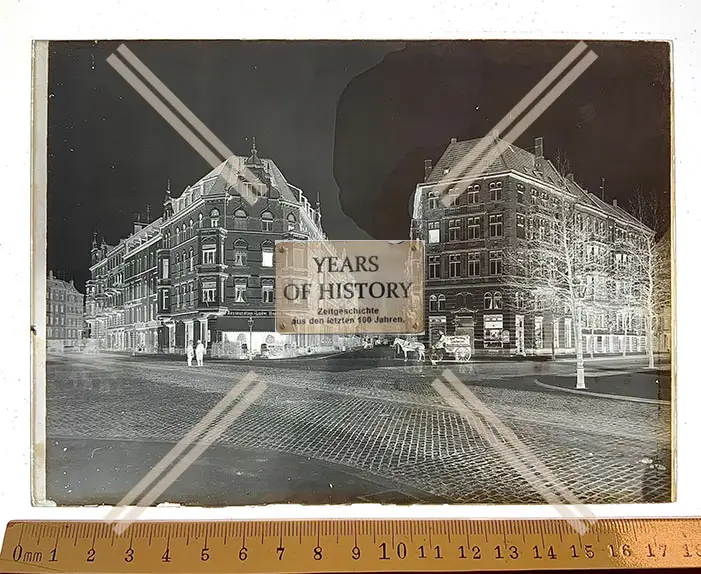 YEARS
OF HISTORY
Zeitgeschichte
aus den letzten 100 Jahren.
0mm 1 2 3 4 5 6 7 8 9 10 11 12 13 14 15 16 17 18